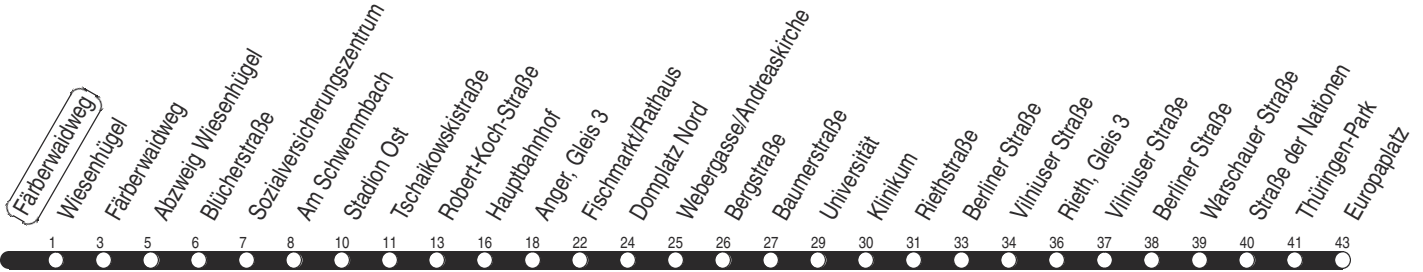 Färberwaidweg
Wiesenhügel
Färberwaidweg
Abzweig Wiesenhügel
Blücherstraße
Sozialversicherungszentrum
Am Schwemmbach
Stadion Ost
Tschaikowskistraße
Robert-Koch-Straße
Hauptbahnhof
Anger, Gleis 3
Fischmarkt/Rathaus
Domplatz Nord
Webergasse/Andreaskirche
Bergstraße
Baumerstraße
Universität
Klinikum
Riethstraße
Berliner Straße
Vilniuser Straße
Rieth, Gleis 3
Vilniuser Straße
Berliner Straße
Warschauer Straße
Straße der Nationen
Thüringen-Park
Europaplatz
1 3 5 6 7 8 10 11 13 16 18 22 24 25 26 27 29 30 31 33 34 36 37 38 39 40 41 43